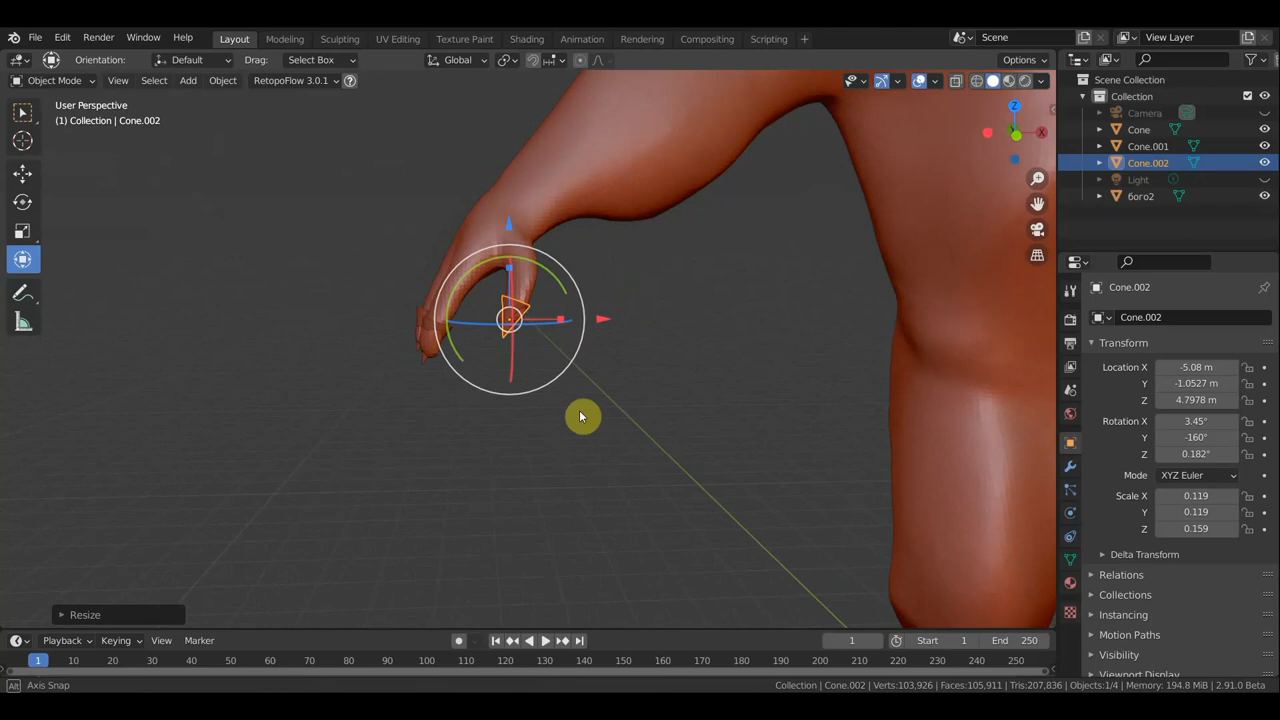 File Edit Render Window Help Layout Modeling Sculpting UV Editing Texture Paint Shading Animation Rendering Compositing Scripting + Scene View Layer
Orientation: Default Drag: Select Box Global Options
Object Mode View Select Add Object RetopoFlow 3.0.1 ?
User Perspective
(1) Collection | Cone.002
Z
X
Resize
Scene Collection
Collection
Camera
Cone
Cone.001
Cone.002
Light
бого2
Cone.002
Cone.002
Transform
Location X -5.08 m
Y -1.0527 m
Z 4.7978 m
Rotation X 3.45°
Y -160°
Z 0.182°
Mode XYZ Euler
Scale X 0.119
Y 0.119
Z 0.159
Delta Transform
Relations
Collections
Instancing
Motion Paths
Visibility
Viewport Display
Playback Keying View Marker 1 Start 1 End 250
1 10 20 30 40 50 60 70 80 90 100 110 120 130 140 150 160 170 180 190 200 210 220 230 240 250
Alt Axis Snap Collection | Cone.002 | Verts:103,926 | Faces:105,911 | Tris:207,836 | Objects:1/4 | Memory: 194.8 MiB | 2.91.0 Beta